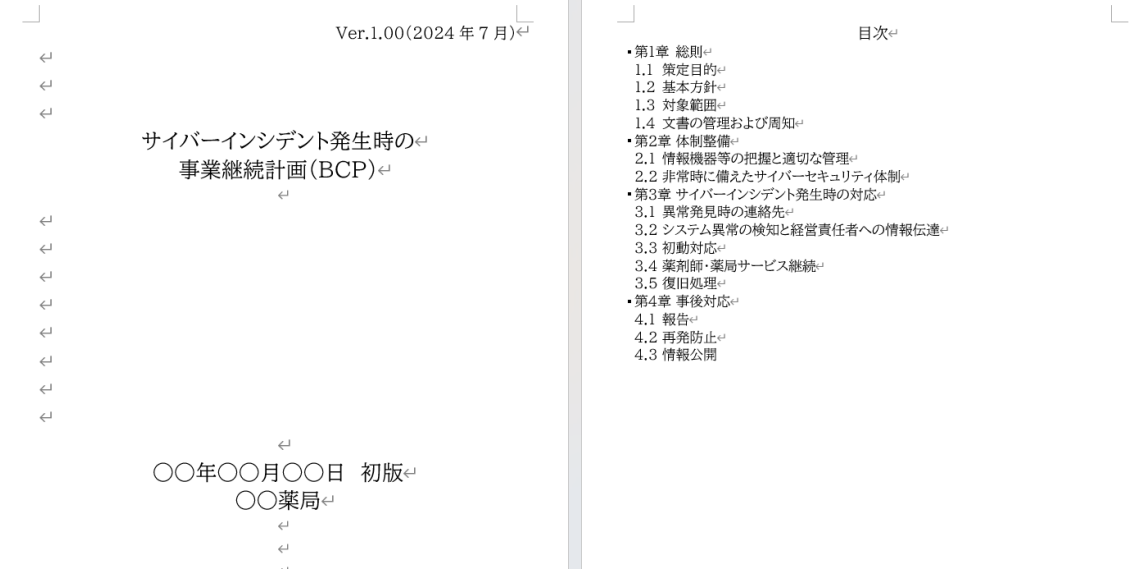 Ver.1.00(2024 年 7 月)
サイバーインシデント発生時の
事業継続計画(BCP)
〇〇年〇〇月〇〇日　初版
〇〇薬局
目次
▪第1章 総則
1.1 策定目的
1.2 基本方針
1.3 対象範囲
1.4 文書の管理および周知
▪第2章 体制整備
2.1 情報機器等の把握と適切な管理
2.2 非常時に備えたサイバーセキュリティ体制
▪第3章 サイバーインシデント発生時の対応
3.1 異常発見時の連絡先
3.2 システム異常の検知と経営責任者への情報伝達
3.3 初動対応
3.4 薬剤師・薬局サービス継続
3.5 復旧処理
▪第4章 事後対応
4.1 報告
4.2 再発防止
4.3 情報公開